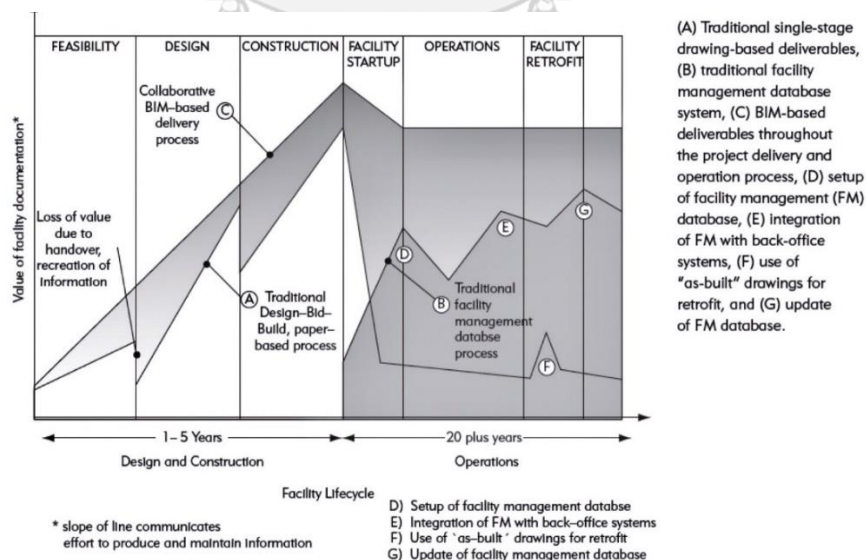 FEASIBILITY
DESIGN
CONSTRUCTION
FACILITY
STARTUP
OPERATIONS
FACILITY
RETROFIT
Collaborative
BIM–based
delivery
process
C
Value of facility documentation*
Loss of value
due to
handover,
recreation of
information
A
Traditional
Design–Bid–
Build, paper–
based process
D
B
Traditional
facility
management
databse
process
E
G
F
1– 5 Years
20 plus years
Design and Construction
Operations
Facility Lifecycle
* slope of line communicates
effort to produce and maintain information
D) Setup of facility management databse
E) Integration of FM with back–office systems
F) Use of `as–built ´ drawings for retrofit
G) Update of facility management database
(A) Traditional single-stage
drawing-based deliverables,
(B) traditional facility
management database
system, (C) BIM-based
deliverables throughout
the project delivery and
operation process, (D) setup
of facility management (FM)
database, (E) integration
of FM with back-office
systems, (F) use of
"as-built" drawings for
retrofit, and (G) update
of FM database.